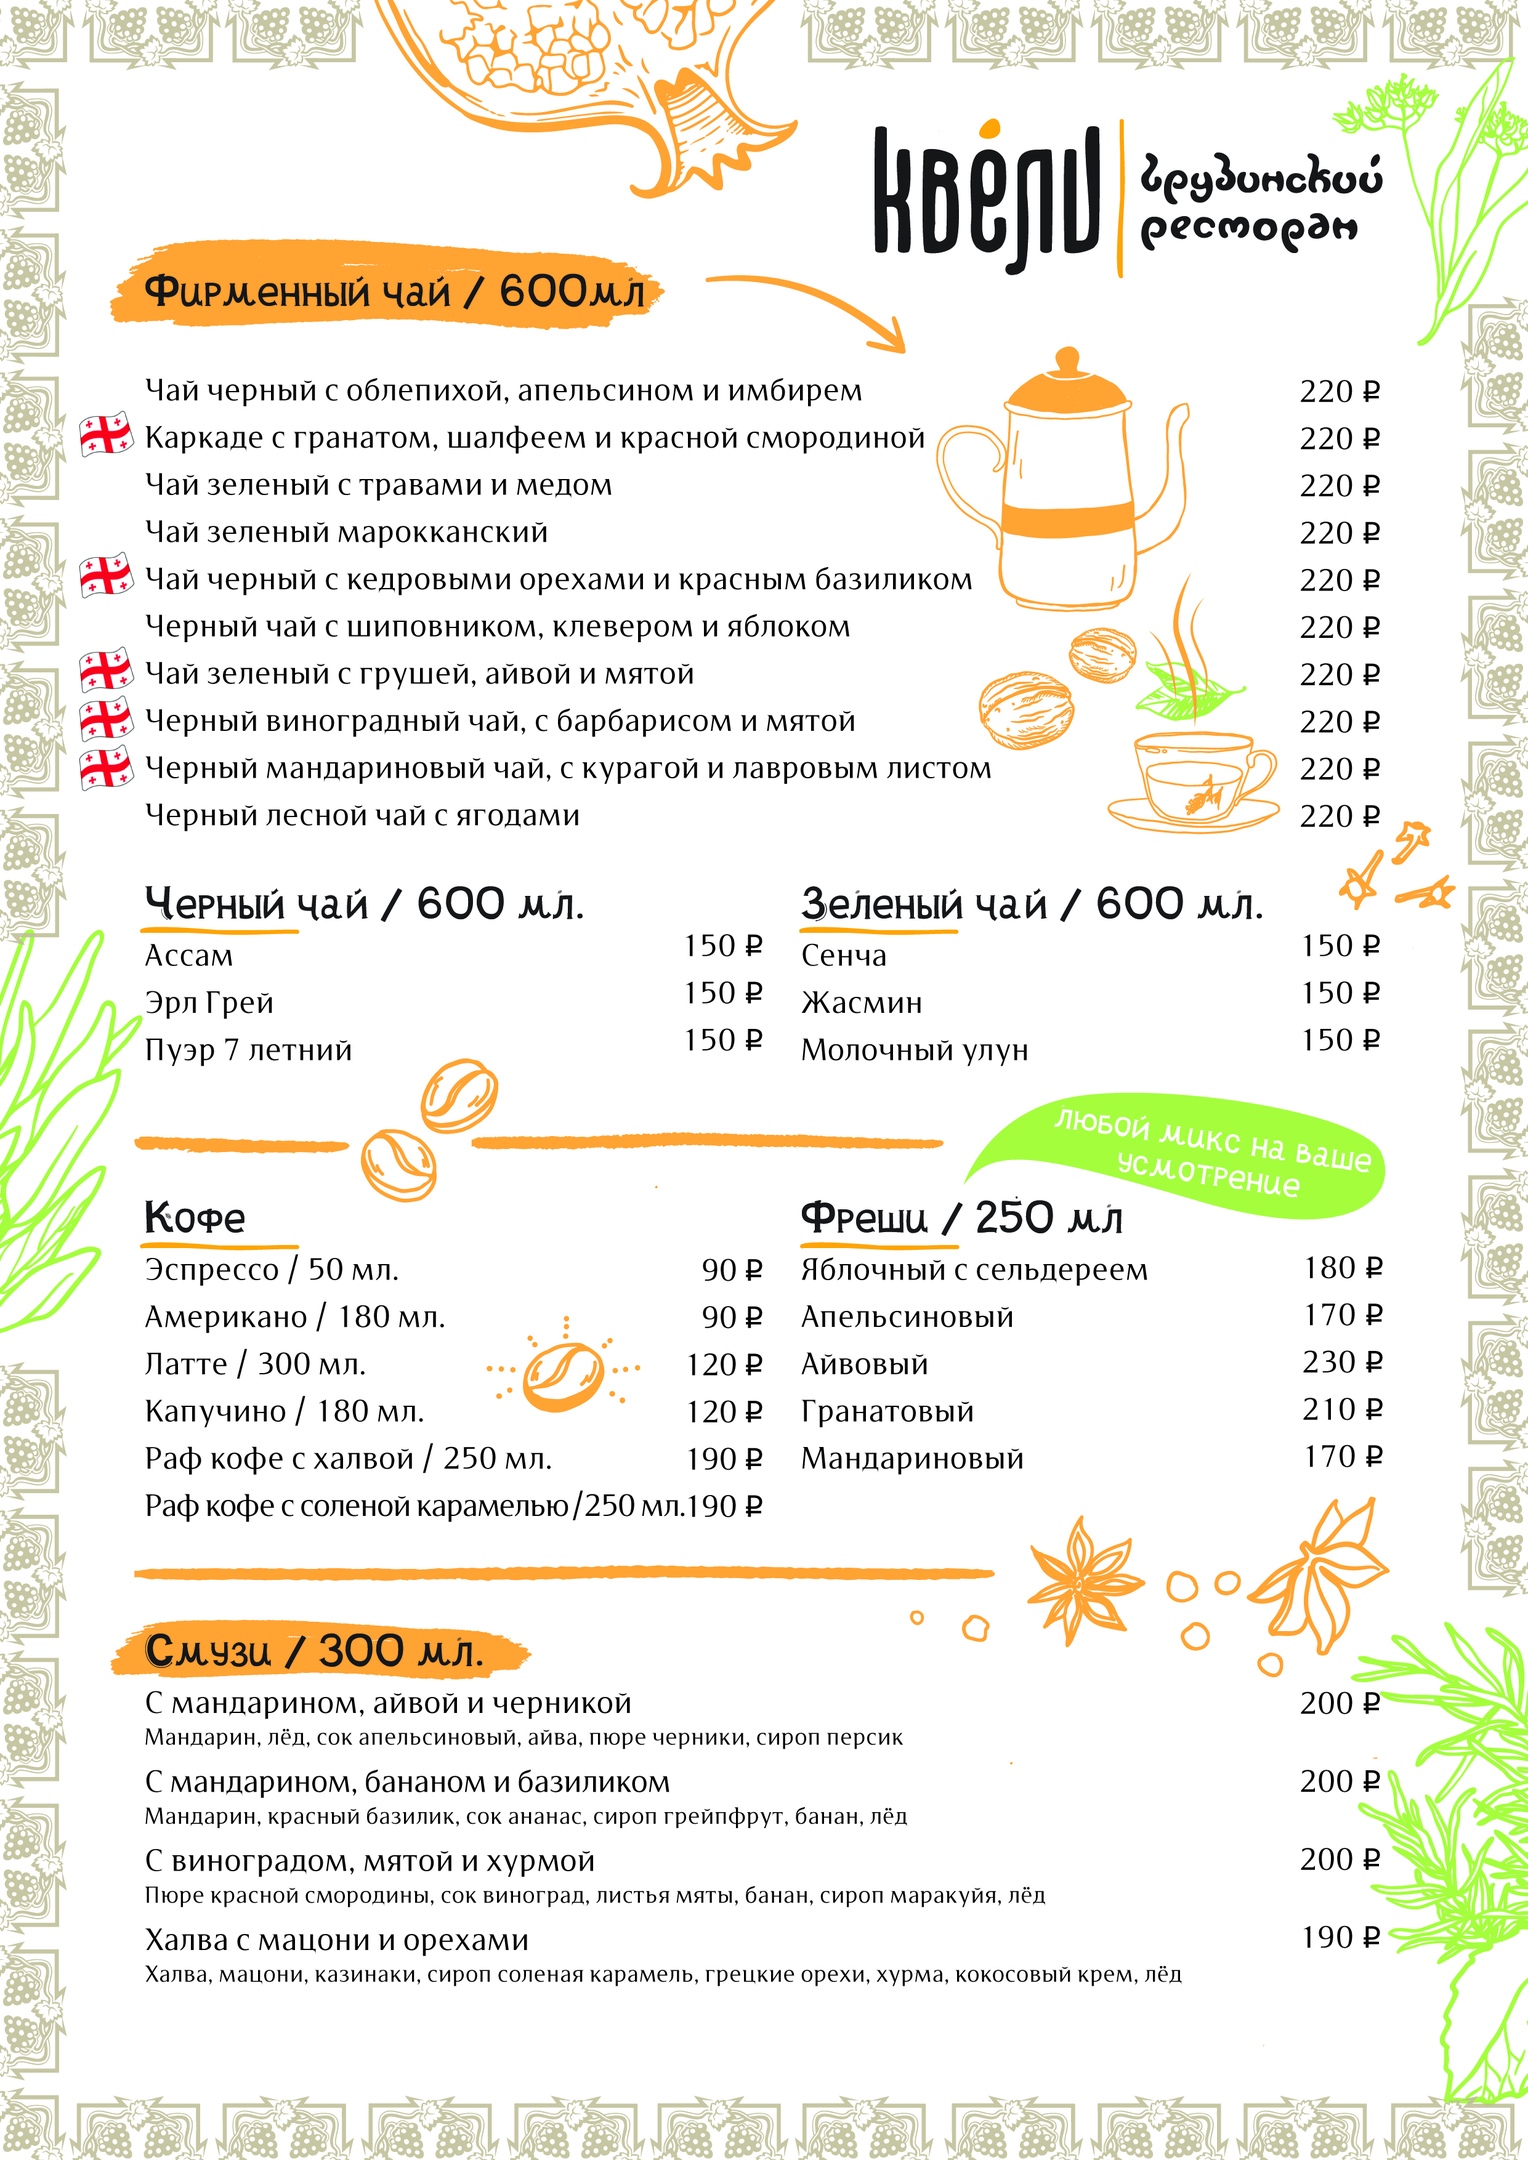 Квели
грузинский
ресторан
Фирменный чай / 600мл
Чай черный с облепихой, апельсином и имбирем 220 ₽
Каркаде с гранатом, шалфеем и красной смородиной 220 ₽
Чай зеленый с травами и медом 220 ₽
Чай зеленый марокканский 220 ₽
Чай черный с кедровыми орехами и красным базиликом 220 ₽
Черный чай с шиповником, клевером и яблоком 220 ₽
Чай зеленый с грушей, айвой и мятой 220 ₽
Черный виноградный чай, с барбарисом и мятой 220 ₽
Черный мандариновый чай, с курагой и лавровым листом 220 ₽
Черный лесной чай с ягодами 220 ₽
Черный чай / 600 мл.
Ассам 150 ₽
Эрл Грей 150 ₽
Пуэр 7 летний 150 ₽
Зеленый чай / 600 мл.
Сенча 150 ₽
Жасмин 150 ₽
Молочный улун 150 ₽
Кофе
Эспрессо / 50 мл. 90 ₽
Американо / 180 мл. 90 ₽
Латте / 300 мл. 120 ₽
Капучино / 180 мл. 120 ₽
Раф кофе с халвой / 250 мл. 190 ₽
Раф кофе с соленой карамелью/250 мл.190 ₽
любой микс на ваше
усмотрение
Фреши / 250 мл
Яблочный с сельдереем 180 ₽
Апельсиновый 170 ₽
Айвовый 230 ₽
Гранатовый 210 ₽
Мандариновый 170 ₽
Смузи / 300 мл.
С мандарином, айвой и черникой 200 ₽
Мандарин, лёд, сок апельсиновый, айва, пюре черники, сироп персик
С мандарином, бананом и базиликом 200 ₽
Мандарин, красный базилик, сок ананас, сироп грейпфрут, банан, лёд
С виноградом, мятой и хурмой 200 ₽
Пюре красной смородины, сок виноград, листья мяты, банан, сироп маракуйя, лёд
Халва с мацони и орехами 190 ₽
Халва, мацони, казинаки, сироп соленая карамель, грецкие орехи, хурма, кокосовый крем, лёд